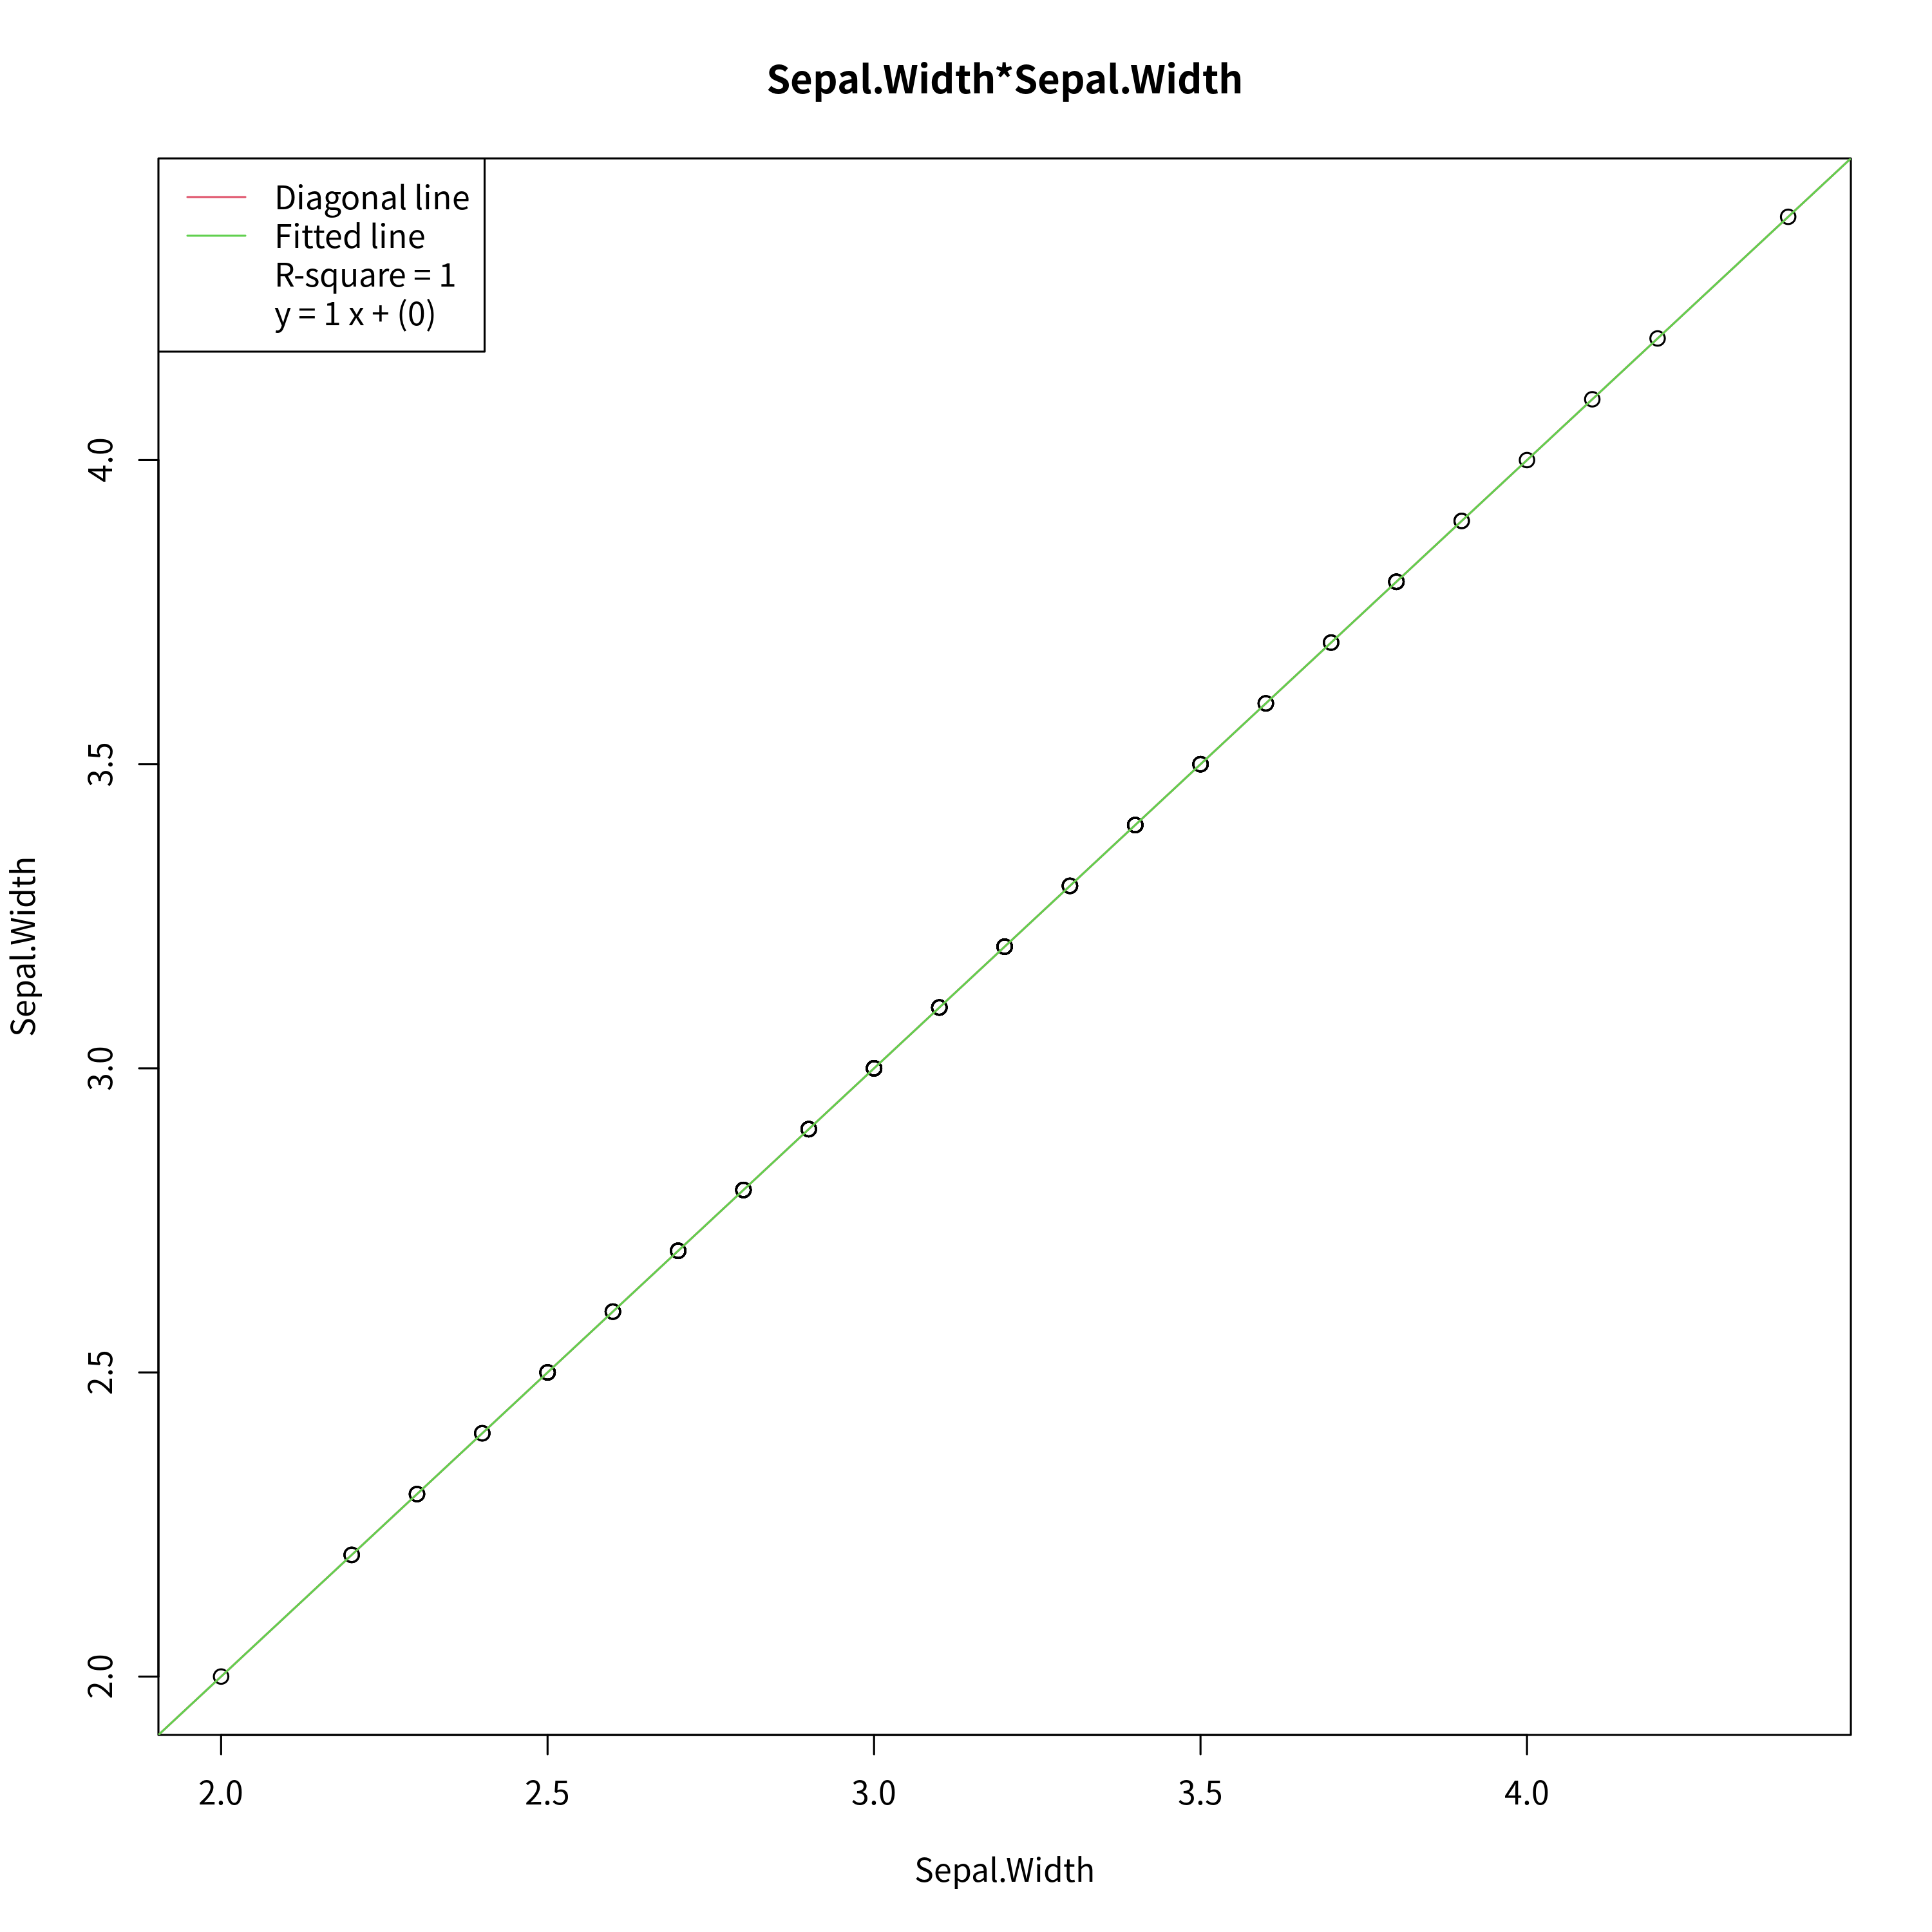 Sepal.Width*Sepal.Width
Diagonal line
Fitted line
R-square = 1
y = 1 x + (0)
4.0
3.5
3.0
2.5
2.0
Sepal.Width
2.0 2.5 3.0 3.5 4.0
Sepal.Width